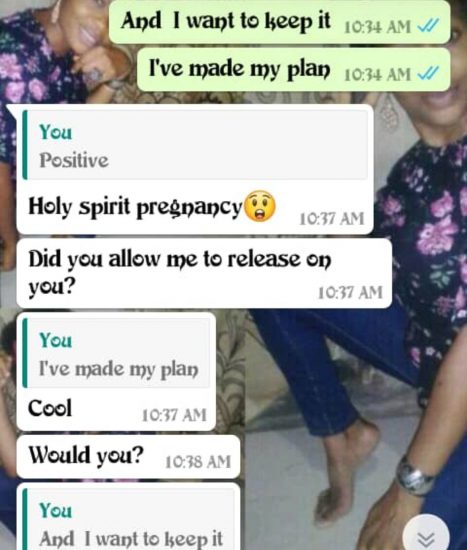 And I want to keep it 10:34 AM
I've made my plan 10:34 AM
You
Positive
Holy spirit pregnancy😲 10:37 AM
Did you allow me to release on
you? 10:37 AM
You
I've made my plan
Cool 10:37 AM
Would you? 10:38 AM
You
And I want to keep it